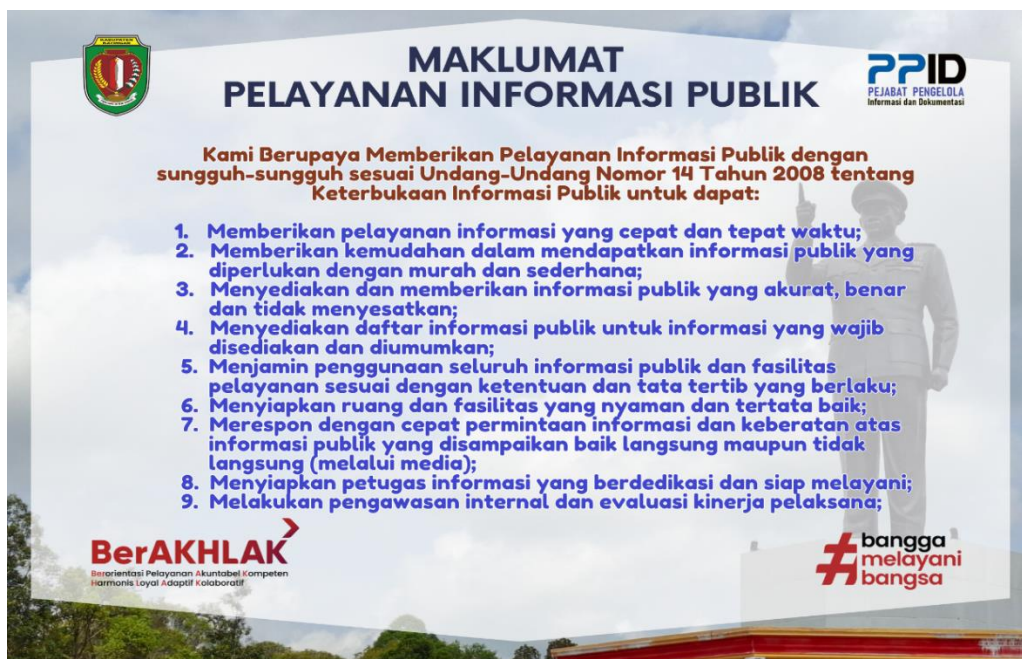 MAKLUMAT
PELAYANAN INFORMASI PUBLIK
PPID
PEJABAT PENGELOLA
Informasi dan Dokumentasi
Kami Berupaya Memberikan Pelayanan Informasi Publik dengan
sungguh-sungguh sesuai Undang-Undang Nomor 14 Tahun 2008 tentang
Keterbukaan Informasi Publik untuk dapat:
1. Memberikan pelayanan informasi yang cepat dan tepat waktu;
2. Memberikan kemudahan dalam mendapatkan informasi publik yang
diperlukan dengan murah dan sederhana;
3. Menyediakan dan memberikan informasi publik yang akurat, benar
dan tidak menyesatkan;
4. Menyediakan daftar informasi publik untuk informasi yang wajib
disediakan dan diumumkan;
5. Menjamin penggunaan seluruh informasi publik dan fasilitas
pelayanan sesuai dengan ketentuan dan tata tertib yang berlaku;
6. Menyiapkan ruang dan fasilitas yang nyaman dan tertata baik;
7. Merespon dengan cepat permintaan informasi dan keberatan atas
informasi publik yang disampaikan baik langsung maupun tidak
langsung (melalui media);
8. Menyiapkan petugas informasi yang berdedikasi dan siap melayani;
9. Melakukan pengawasan internal dan evaluasi kinerja pelaksana;
BerAKHLAK
Berorientasi Pelayanan Akuntabel Kompeten
Harmonis Loyal Adaptif Kolaboratif
#bangga
melayani
bangsa